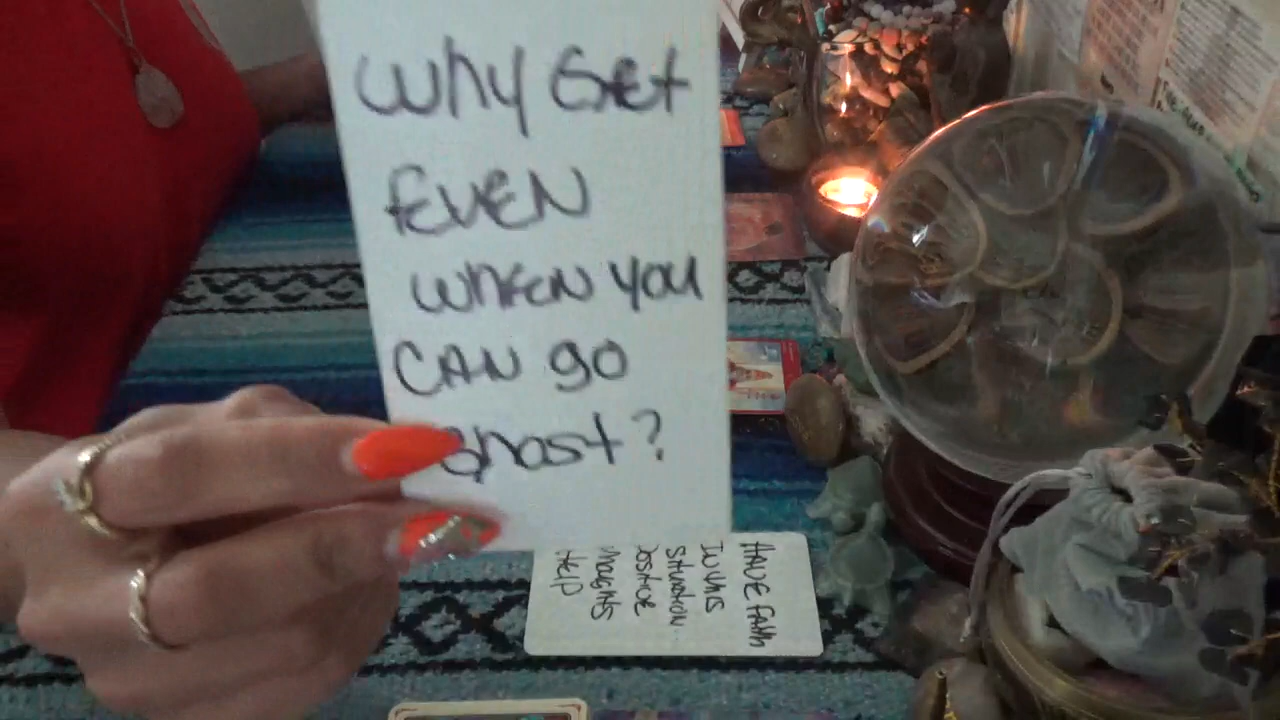 Why Get
EVEN
WHEN YOU
CAN go
Ghost?
HAVE FAITH
IN THIS
SITUATION.
POSITIVE
THOUGHTS
HELP